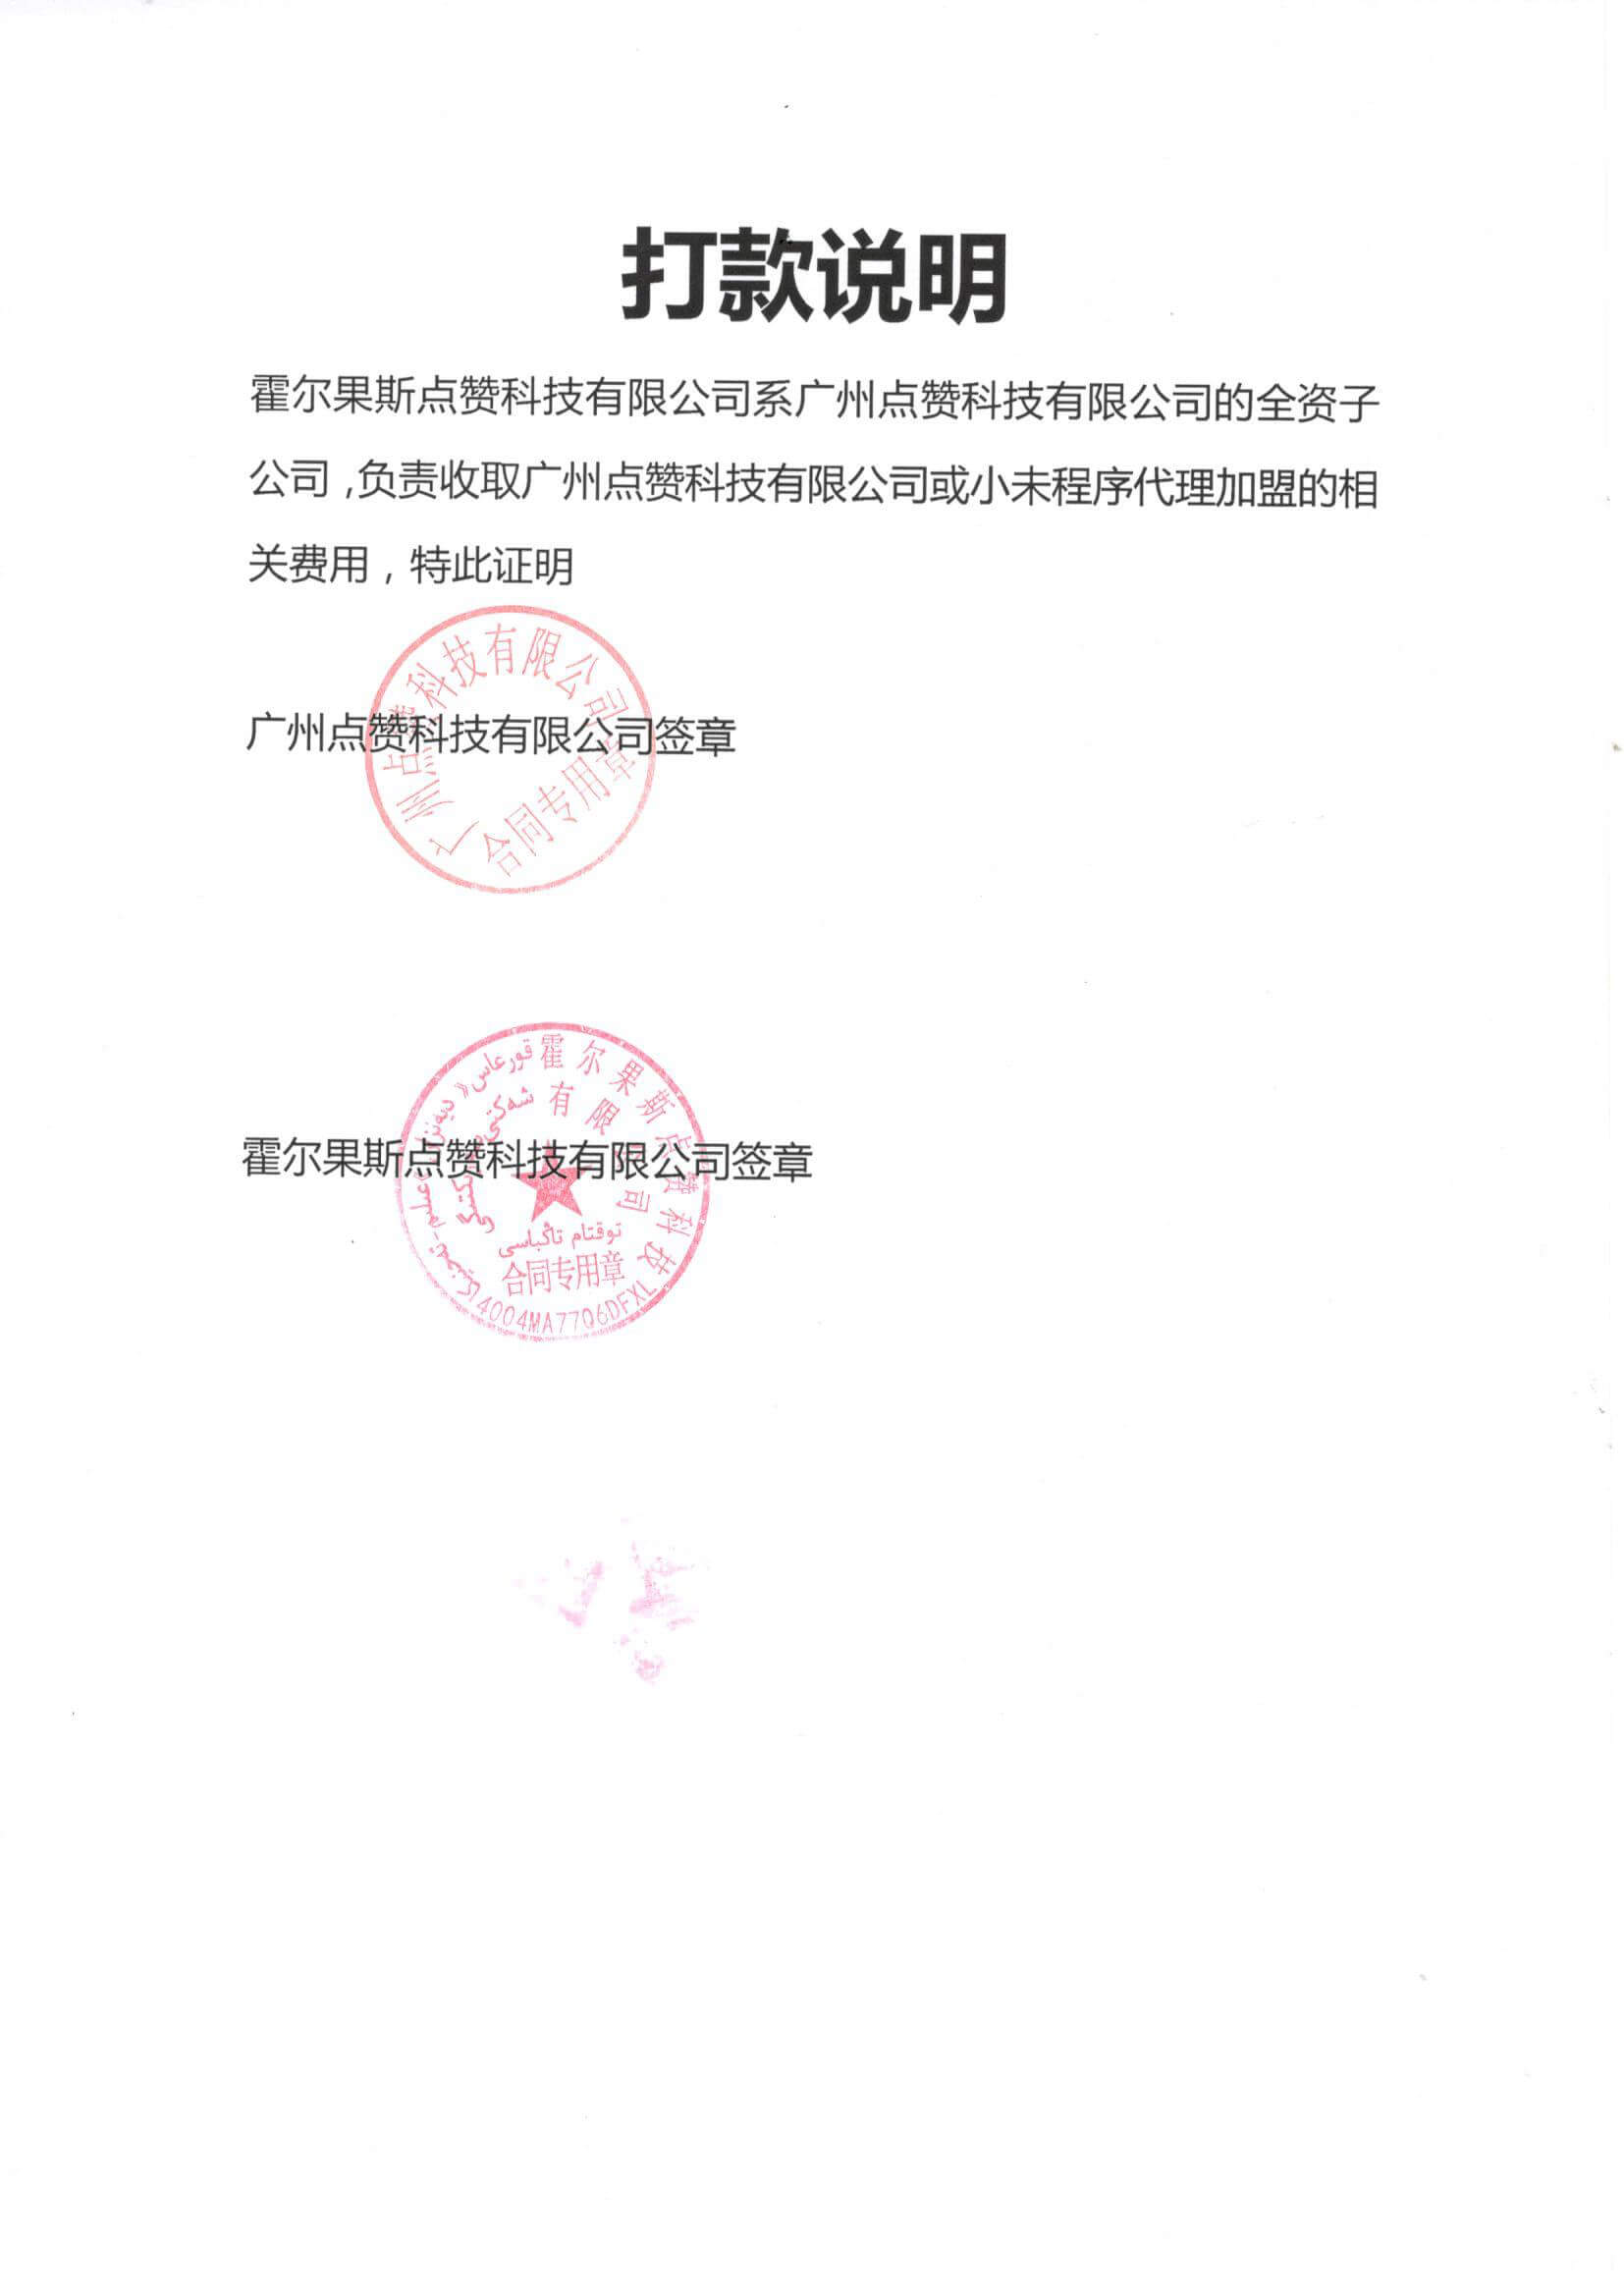 打款说明
霍尔果斯点赞科技有限公司系广州点赞科技有限公司的全资子
公司,负责收取广州点赞科技有限公司或小未程序代理加盟的相
关费用，特此证明
广州点赞科技有限公司
合同专用章
广州点赞科技有限公司签章
霍尔果斯点赞科技
有限公司
霍尔果斯点赞科技有限公司签章
توقتام تاڭباسى
合同专用章
4004MA77Q6DFXL